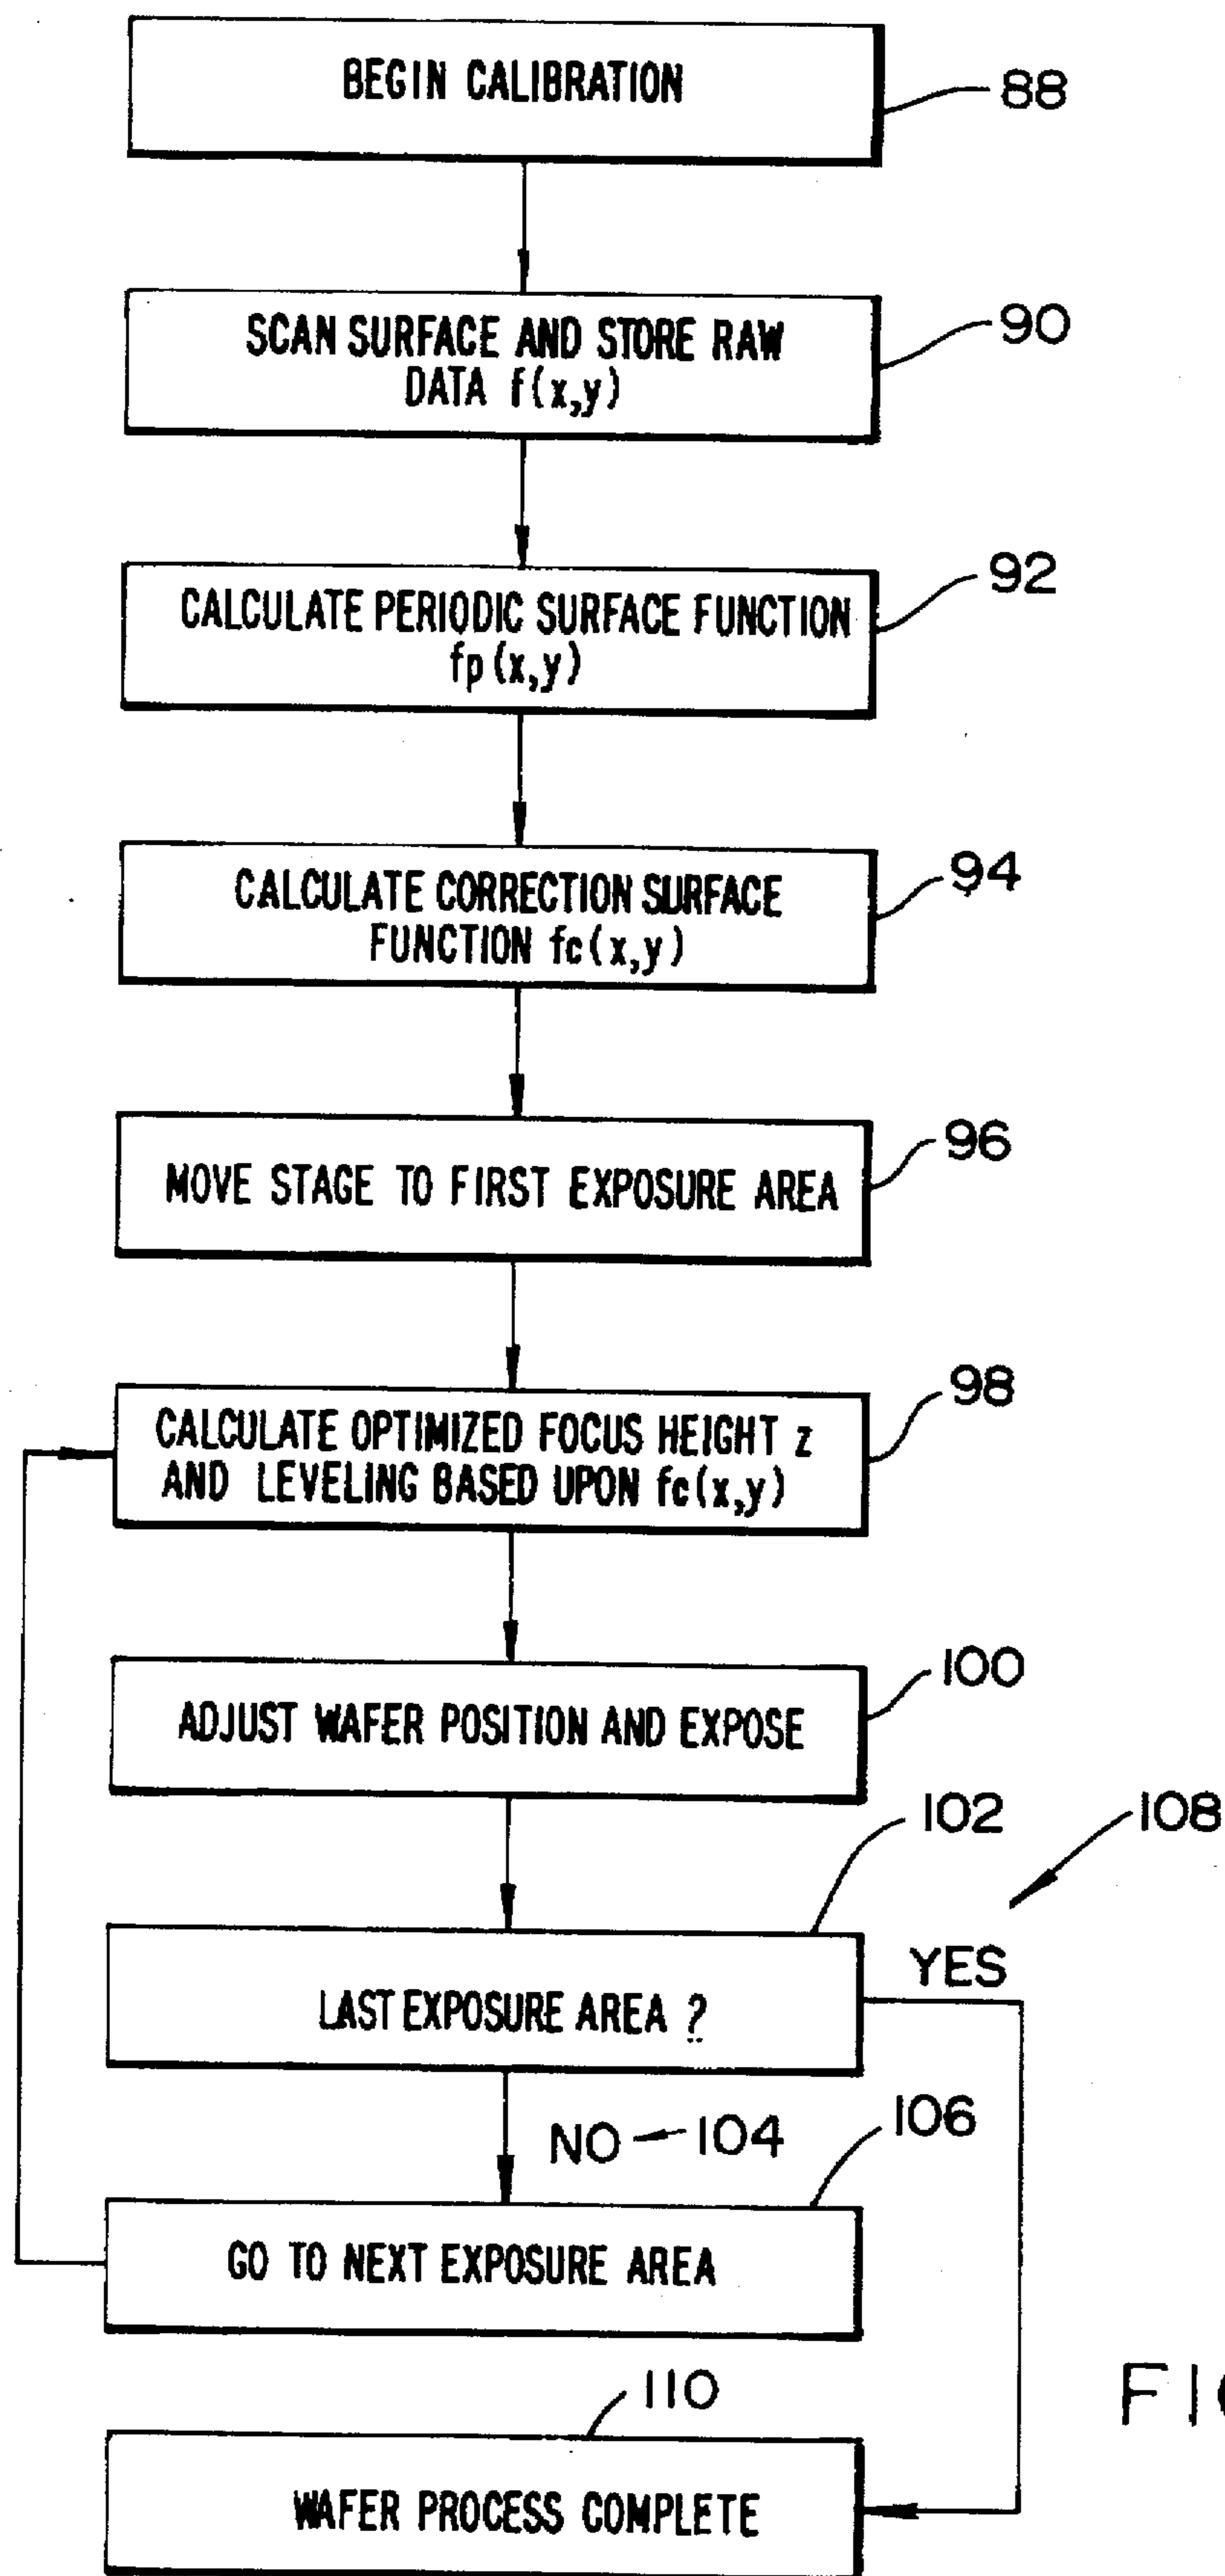 BEGIN CALIBRATION
88
SCAN SURFACE AND STORE RAW
DATA f(x,y)
90
CALCULATE PERIODIC SURFACE FUNCTION
fp(x,y)
92
CALCULATE CORRECTION SURFACE
FUNCTION fc(x,y)
94
MOVE STAGE TO FIRST EXPOSURE AREA
96
CALCULATE OPTIMIZED FOCUS HEIGHT z
AND LEVELING BASED UPON fc(x,y)
98
ADJUST WAFER POSITION AND EXPOSE
100
102
108
YES
LAST EXPOSURE AREA ?
NO 104
106
GO TO NEXT EXPOSURE AREA
110
WAFER PROCESS COMPLETE